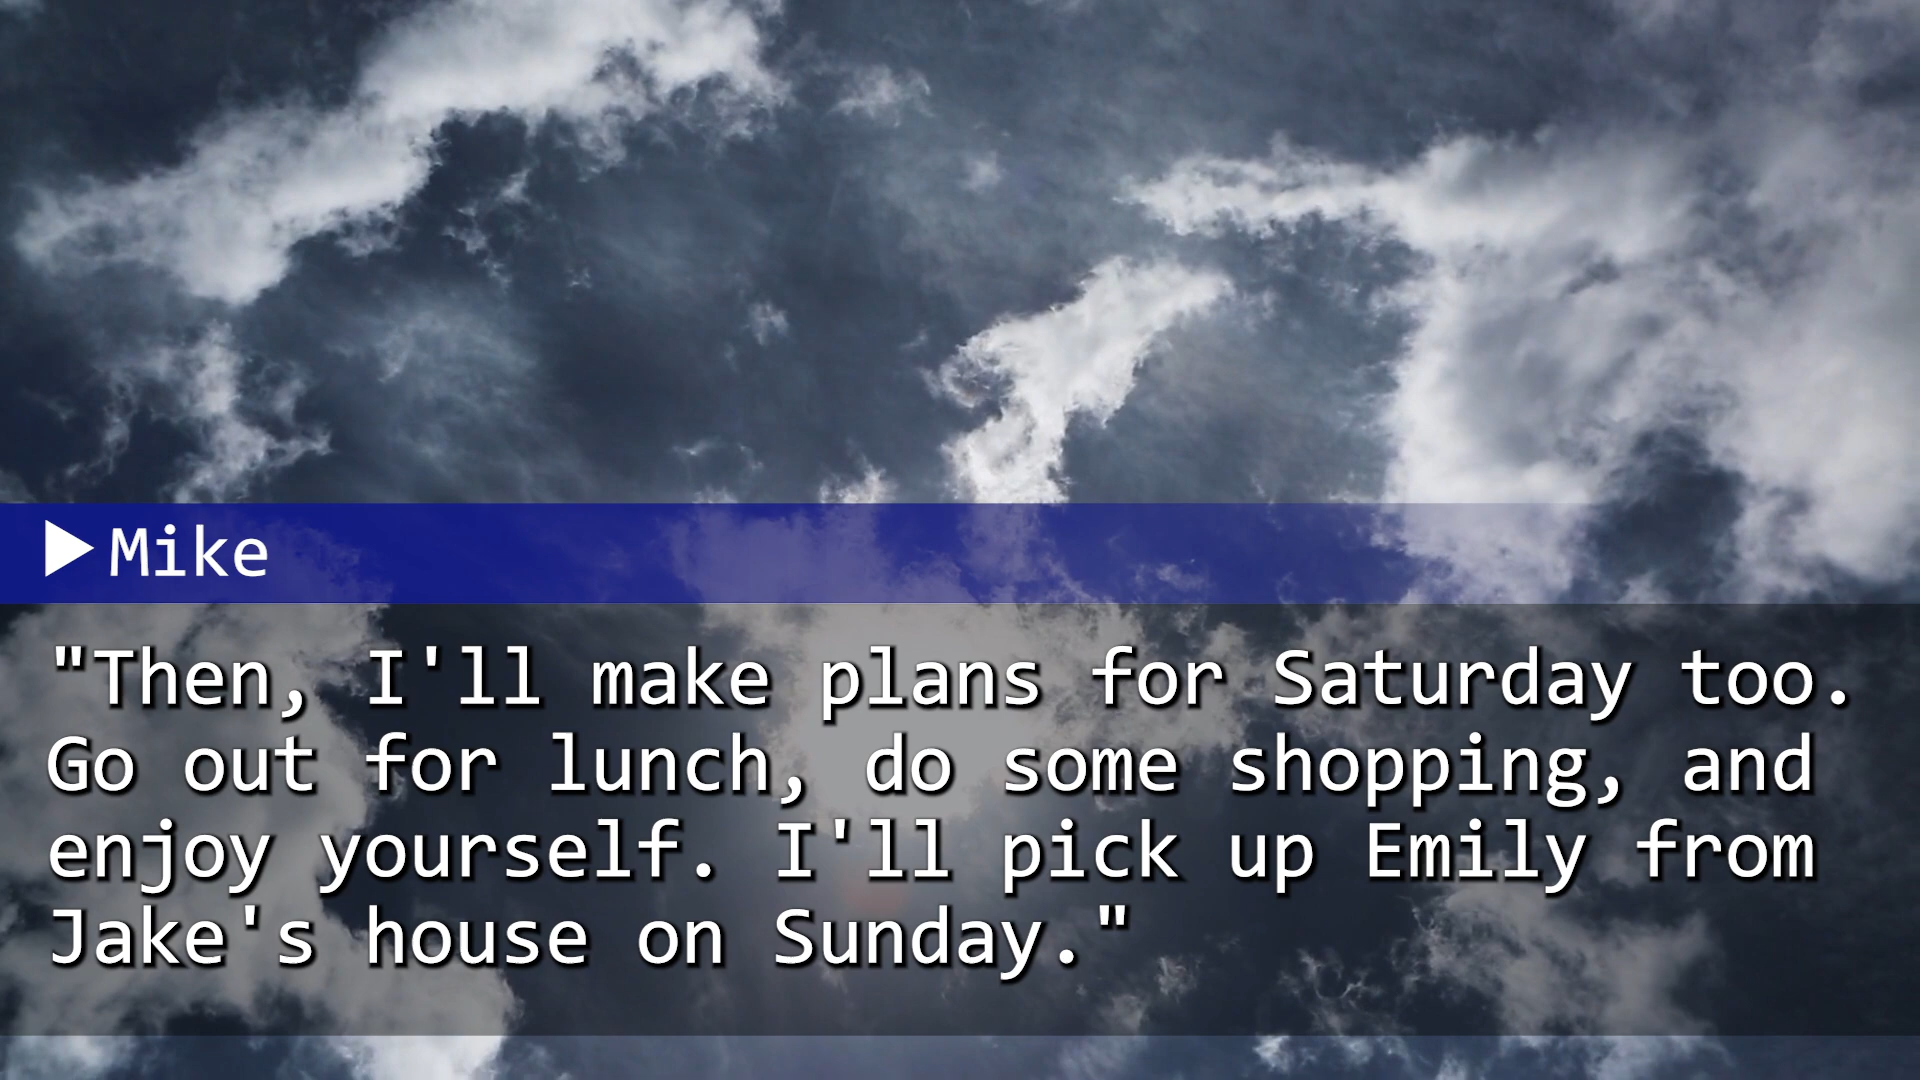 Mike
"Then, I'll make plans for Saturday too.
Go out for lunch, do some shopping, and
enjoy yourself. I'll pick up Emily from
Jake's house on Sunday."